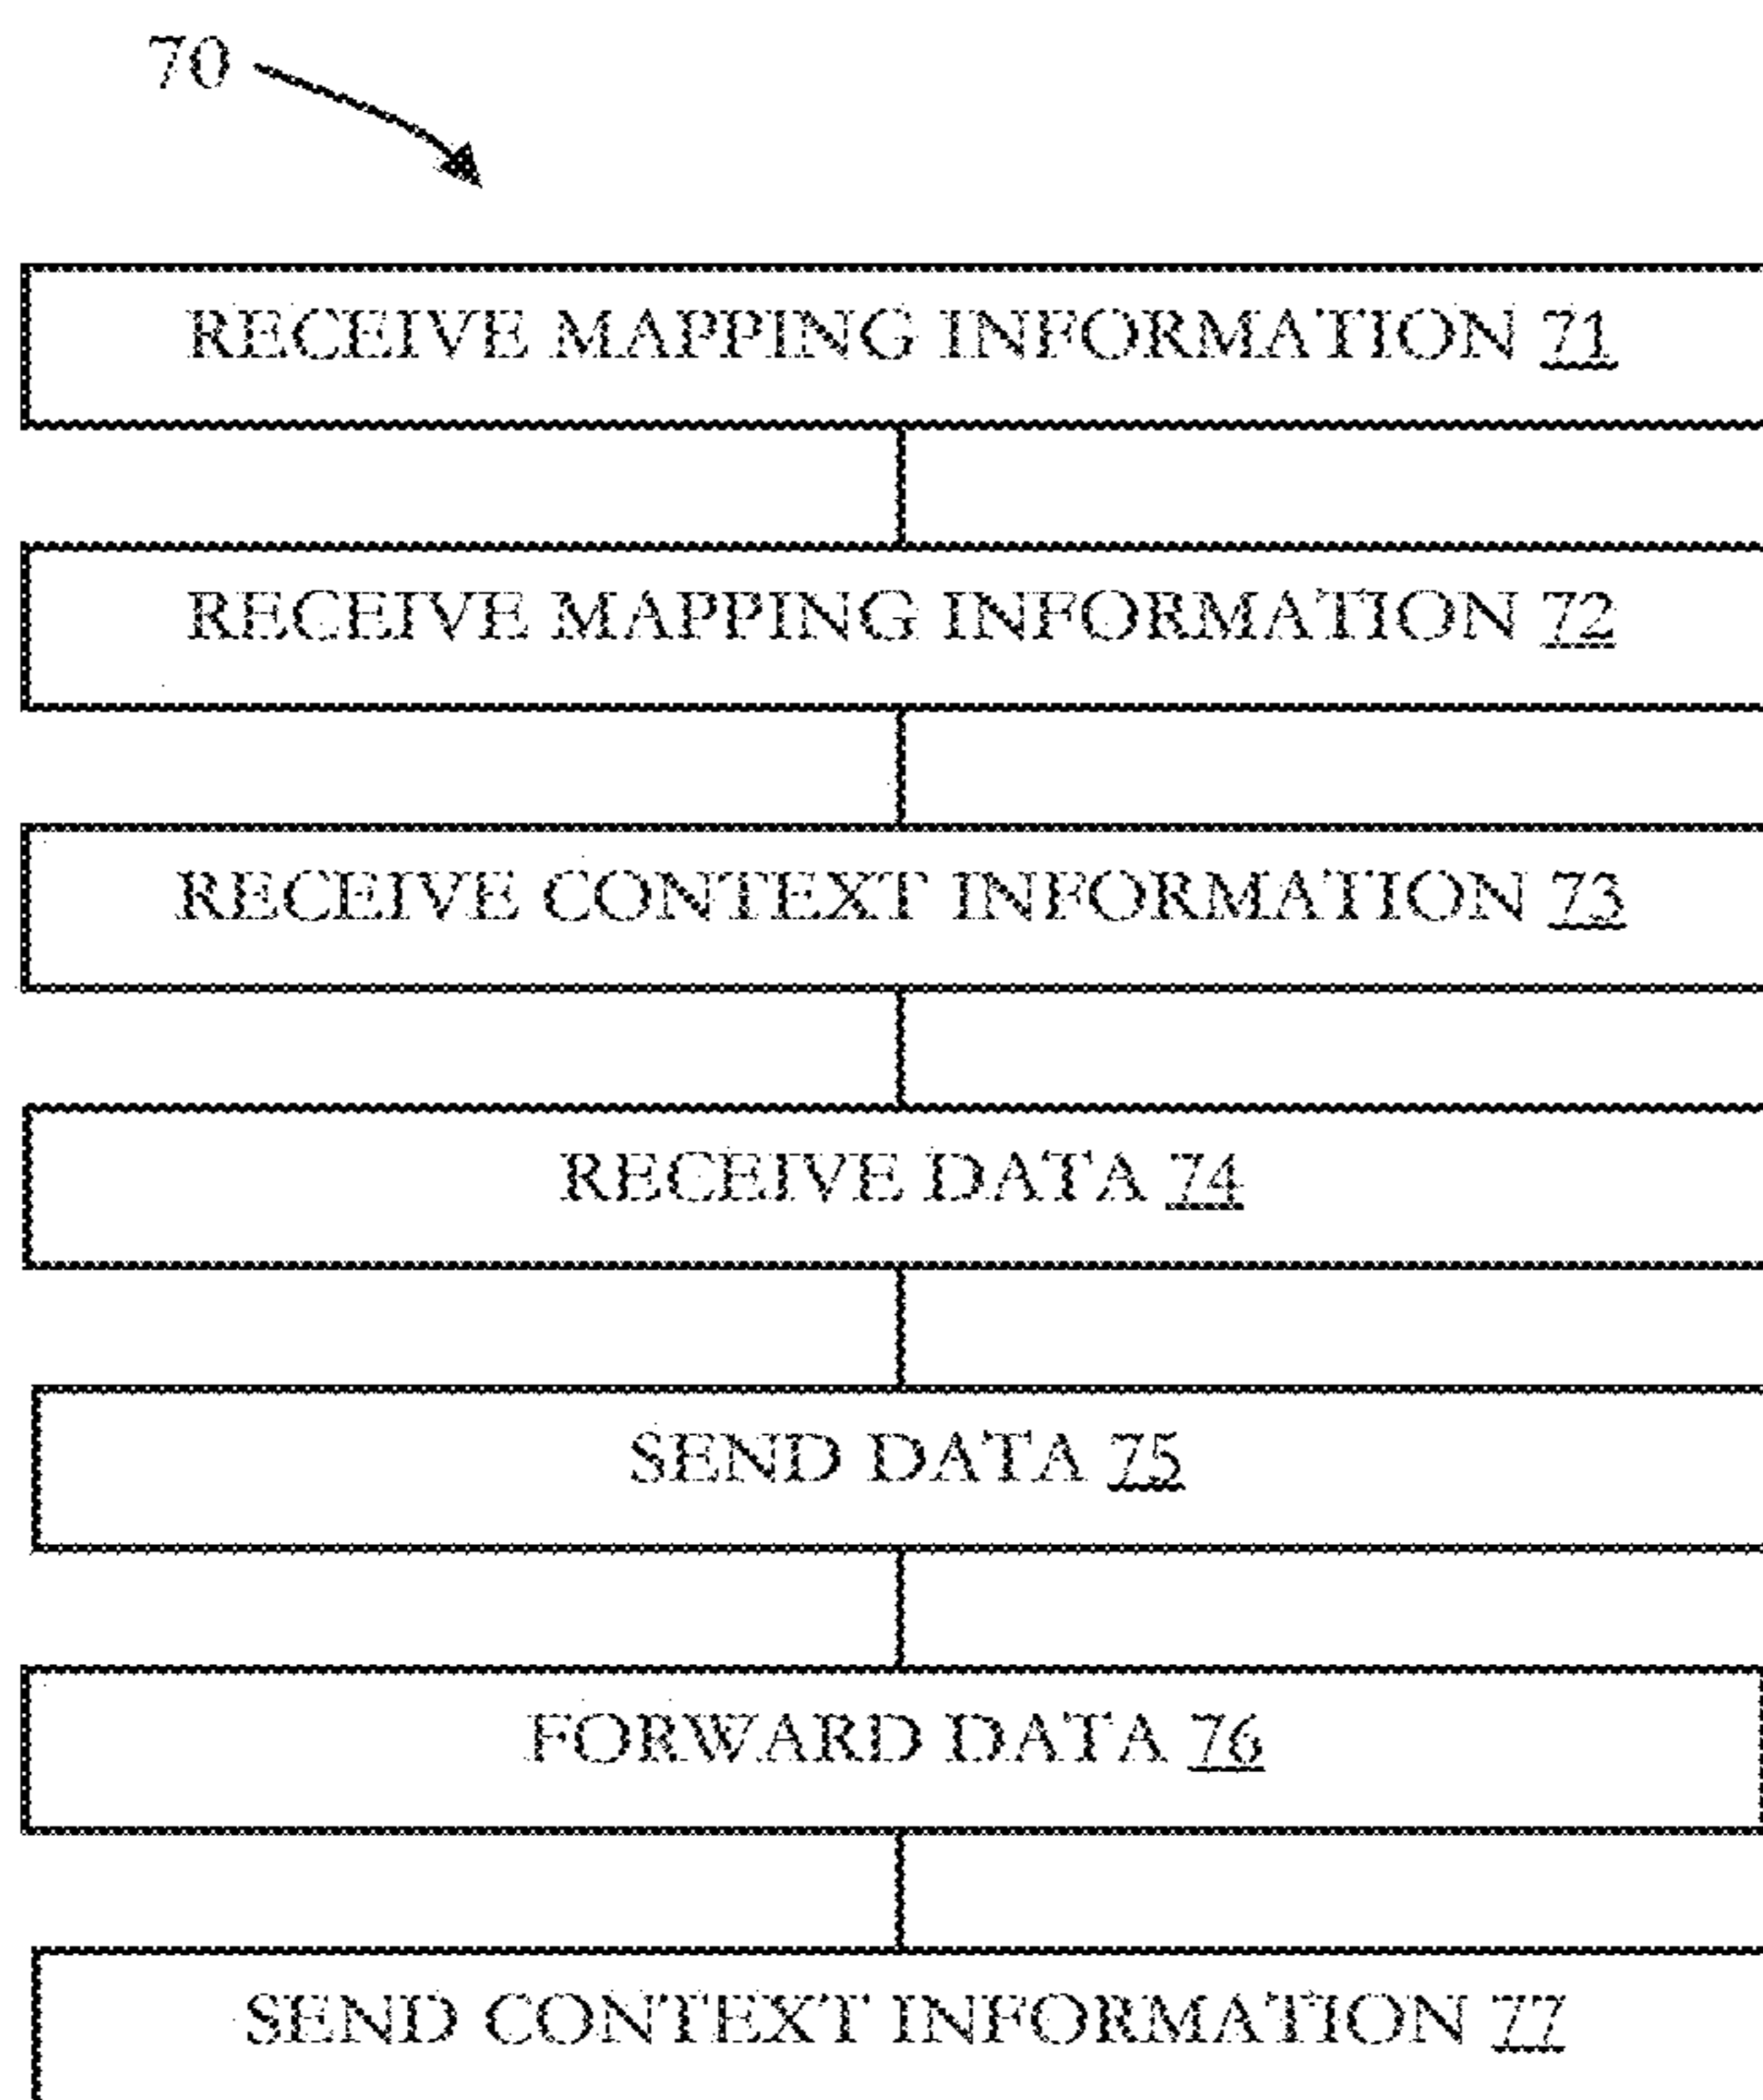 70
RECEIVE MAPPING INFORMATION 71
RECEIVE MAPPING INFORMATION 72
RECEIVE CONTEXT INFORMATION 73
RECEIVE DATA 74
SEND DATA 75
FORWARD DATA 76
SEND CONTEXT INFORMATION 77